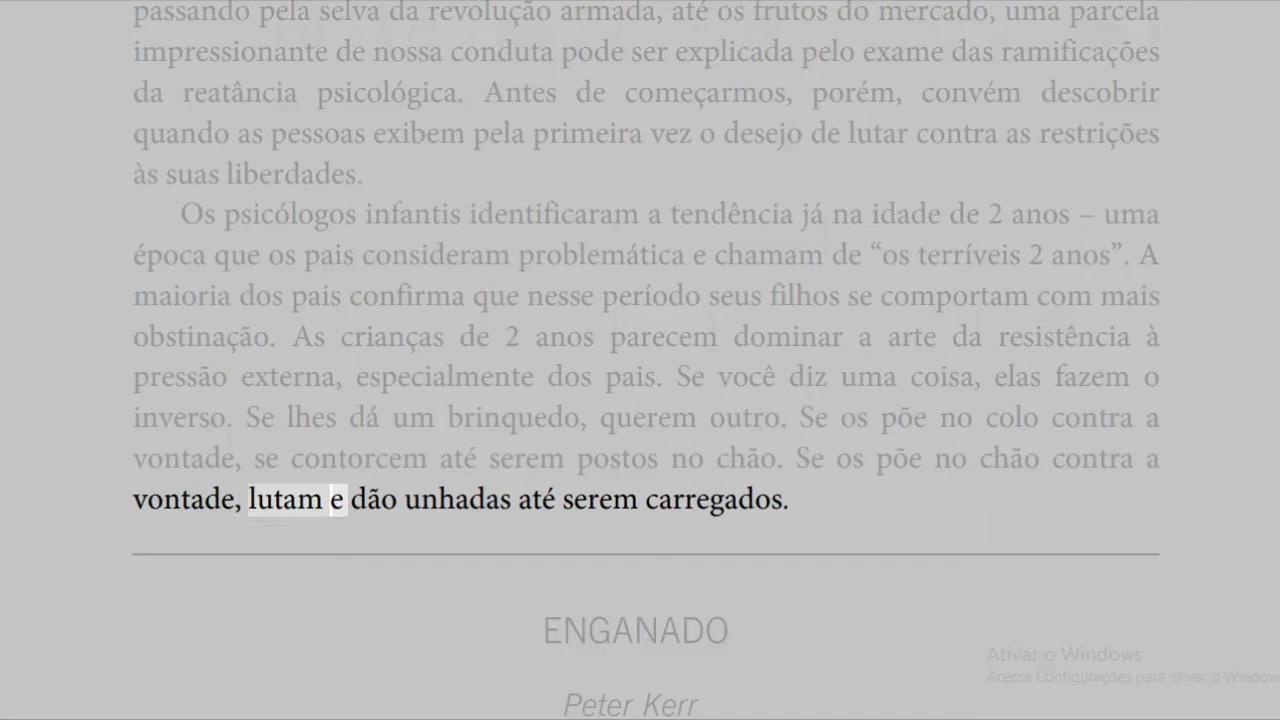 passando pela selva da revolução armada, até os frutos do mercado, uma parcela
impressionante de nossa conduta pode ser explicada pelo exame das ramificações
da reatância psicológica. Antes de começarmos, porém, convém descobrir
quando as pessoas exibem pela primeira vez o desejo de lutar contra as restrições
às suas liberdades.
Os psicólogos infantis identificaram a tendência já na idade de 2 anos – uma
época que os pais consideram problemática e chamam de “os terríveis 2 anos”. A
maioria dos pais confirma que nesse período seus filhos se comportam com mais
obstinação. As crianças de 2 anos parecem dominar a arte da resistência à
pressão externa, especialmente dos pais. Se você diz uma coisa, elas fazem o
inverso. Se lhes dá um brinquedo, querem outro. Se os põe no colo contra a
vontade, se contorcem até serem postos no chão. Se os põe no chão contra a
vontade, lutam e dão unhadas até serem carregados.
ENGANADO
Peter Kerr
Ativar o Windows
Acesse Configurações para ativar o Window